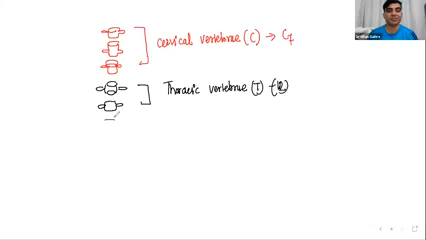 Cervical vertebrae (C) → C7
Thoracic vertebrae (T) - (12)